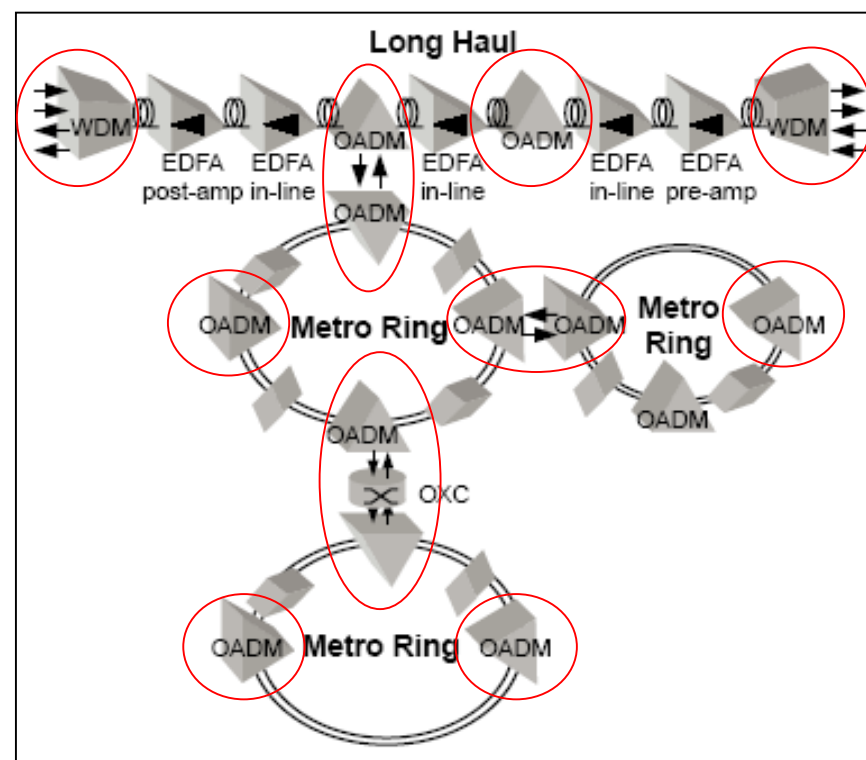 Long Haul
WDM
OADM
OADM
WDM
EDFA
post-amp
EDFA
in-line
EDFA
in-line
EDFA
in-line
EDFA
pre-amp
OADM
OADM
Metro Ring
OADM
OADM
Metro
Ring
OADM
OADM
OADM
OXC
OADM
Metro Ring
OADM